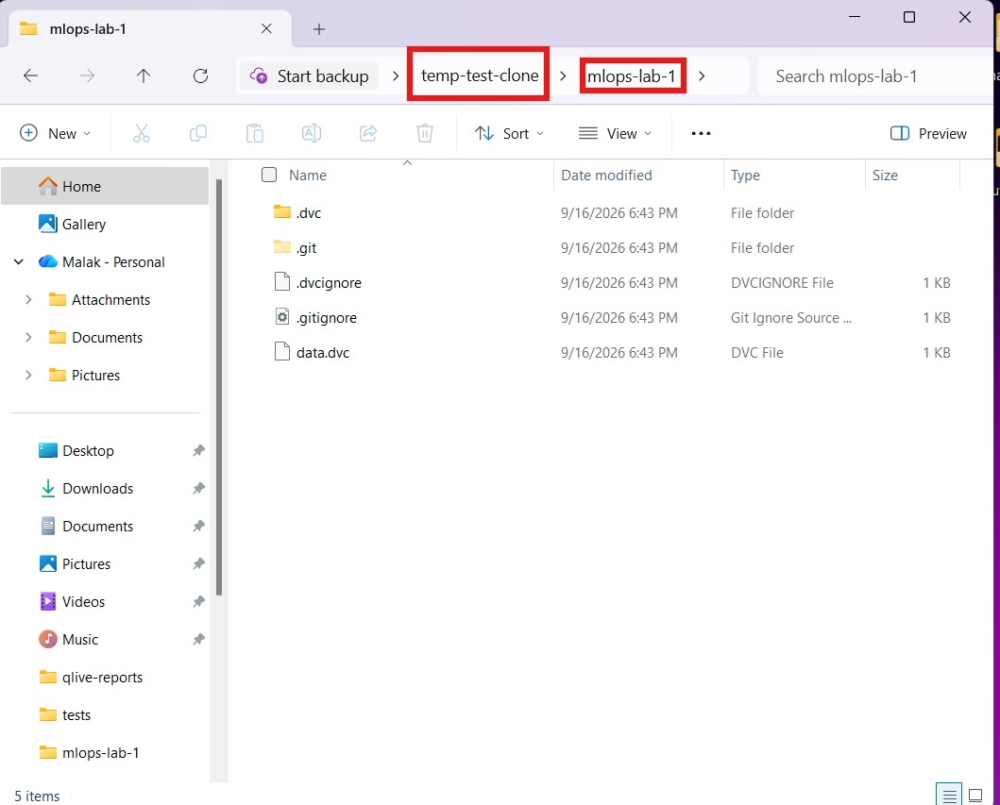 mlops-lab-1
Start backup > temp-test-clone > mlops-lab-1 > Search mlops-lab-1
New Sort View ... Preview
Name Date modified Type Size
Home
Gallery
Malak - Personal
Attachments
Documents
Pictures
Desktop
Downloads
Documents
Pictures
Videos
Music
qlive-reports
tests
mlops-lab-1
.dvc 9/16/2026 6:43 PM File folder
.git 9/16/2026 6:43 PM File folder
.dvcignore 9/16/2026 6:43 PM DVCIGNORE File 1 KB
.gitignore 9/16/2026 6:43 PM Git Ignore Source ... 1 KB
data.dvc 9/16/2026 6:43 PM DVC File 1 KB
5 items